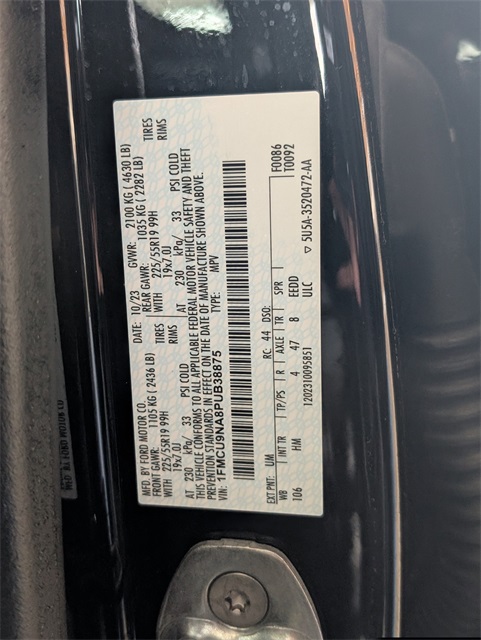 MFD. BY FORD MOTOR CO.
DATE: 10/23 GVWR: 2100 KG ( 4630 LB)
FRONT GAWR: 1105 KG (2436 LB) REAR GAWR: 1035 KG ( 2282 LB)
WITH 225/55R19 99H TIRES WITH 225/55R19 99H TIRES
19x7.0J RIMS 19x7.0J RIMS
AT 230 kPa/ 33 PSI COLD AT 230 kPa/ 33 PSI COLD
THIS VEHICLE CONFORMS TO ALL APPLICABLE FEDERAL MOTOR VEHICLE SAFETY AND THEFT
PREVENTION STANDARDS IN EFFECT ON THE DATE OF MANUFACTURE SHOWN ABOVE.
VIN: 1FMCU9NA8PUB38875 TYPE: MPV
F0086
T0092
EXT PNT: UM RC: 44 DSO:
WB INT TR TP/PS R AXLE TR SPR
106 HM 4 47 8 EEDD
ULC
1202310095851 ▽ 5U5A-3520472-AA